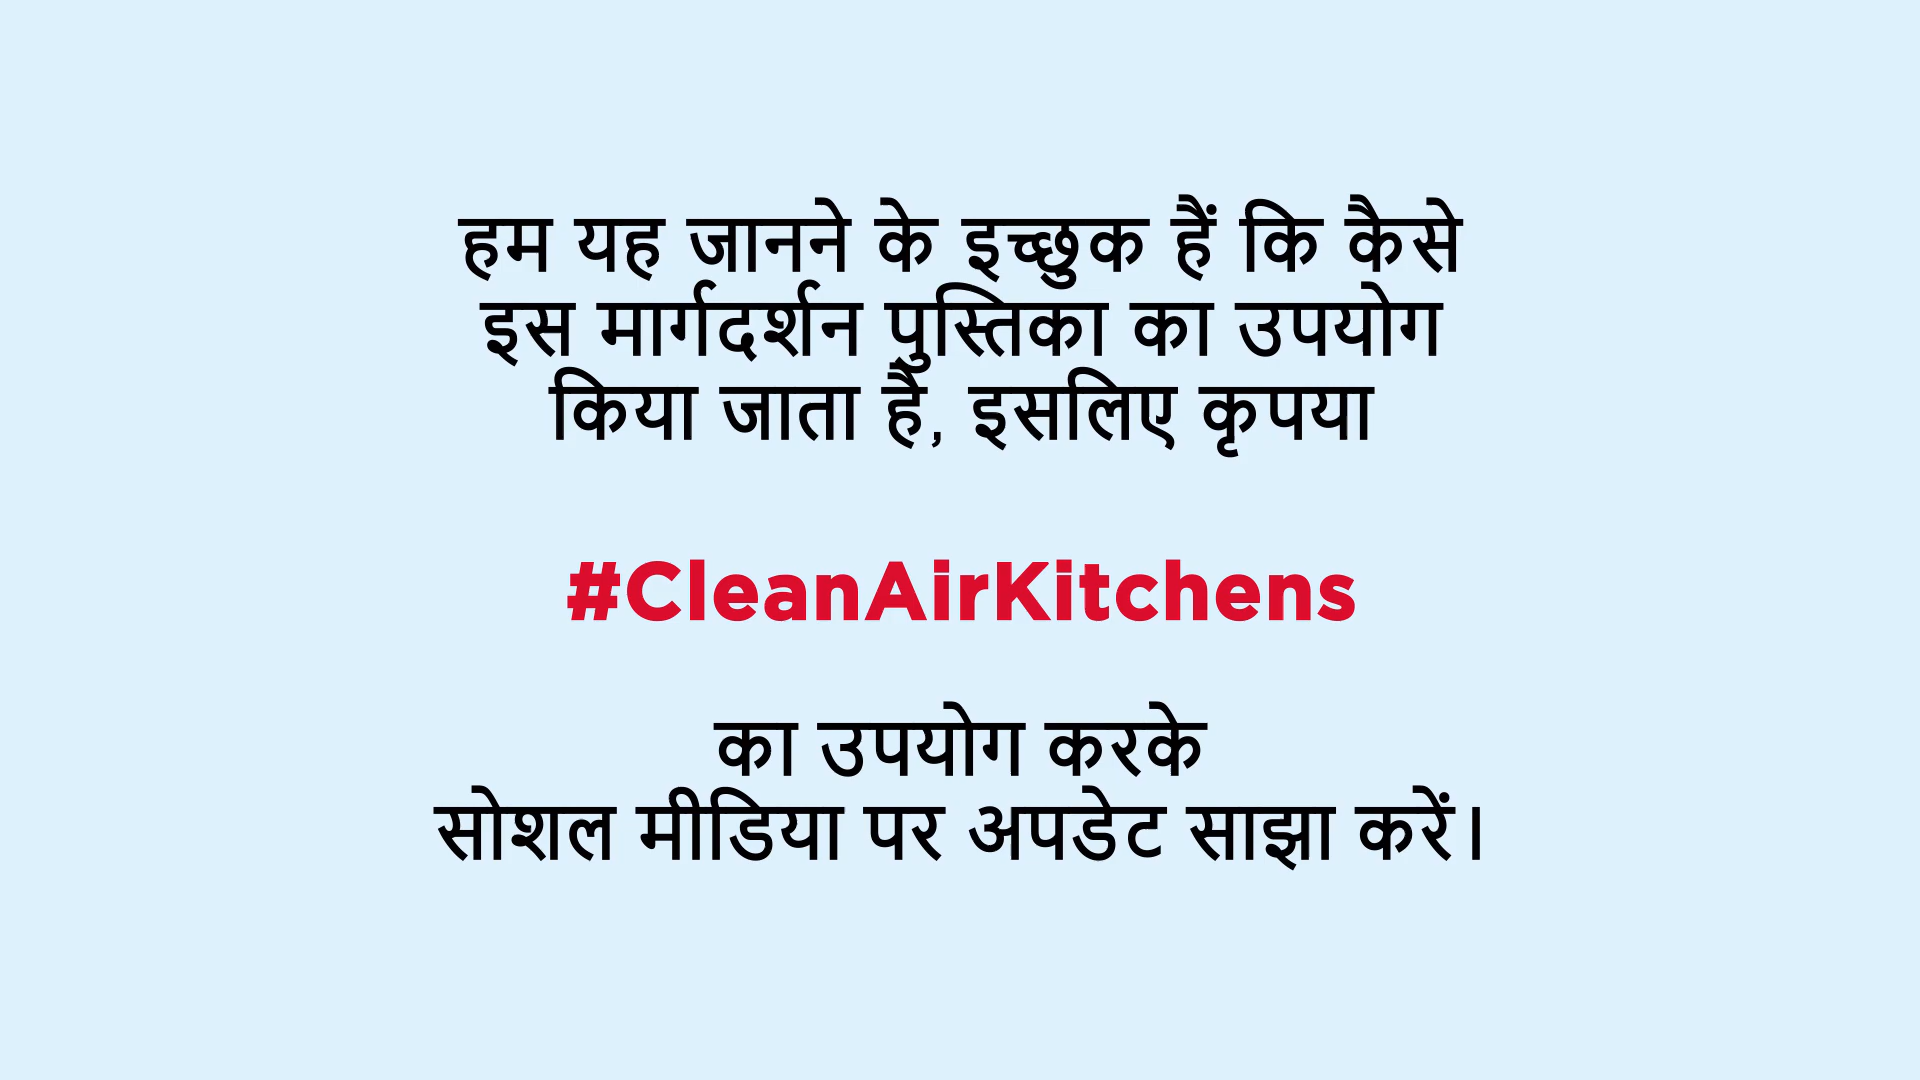 हम यह जानने के इच्छुक हैं कि कैसे
इस मार्गदर्शन पुस्तिका का उपयोग
किया जाता है, इसलिए कृपया
#CleanAirKitchens
का उपयोग करके
सोशल मीडिया पर अपडेट साझा करें।